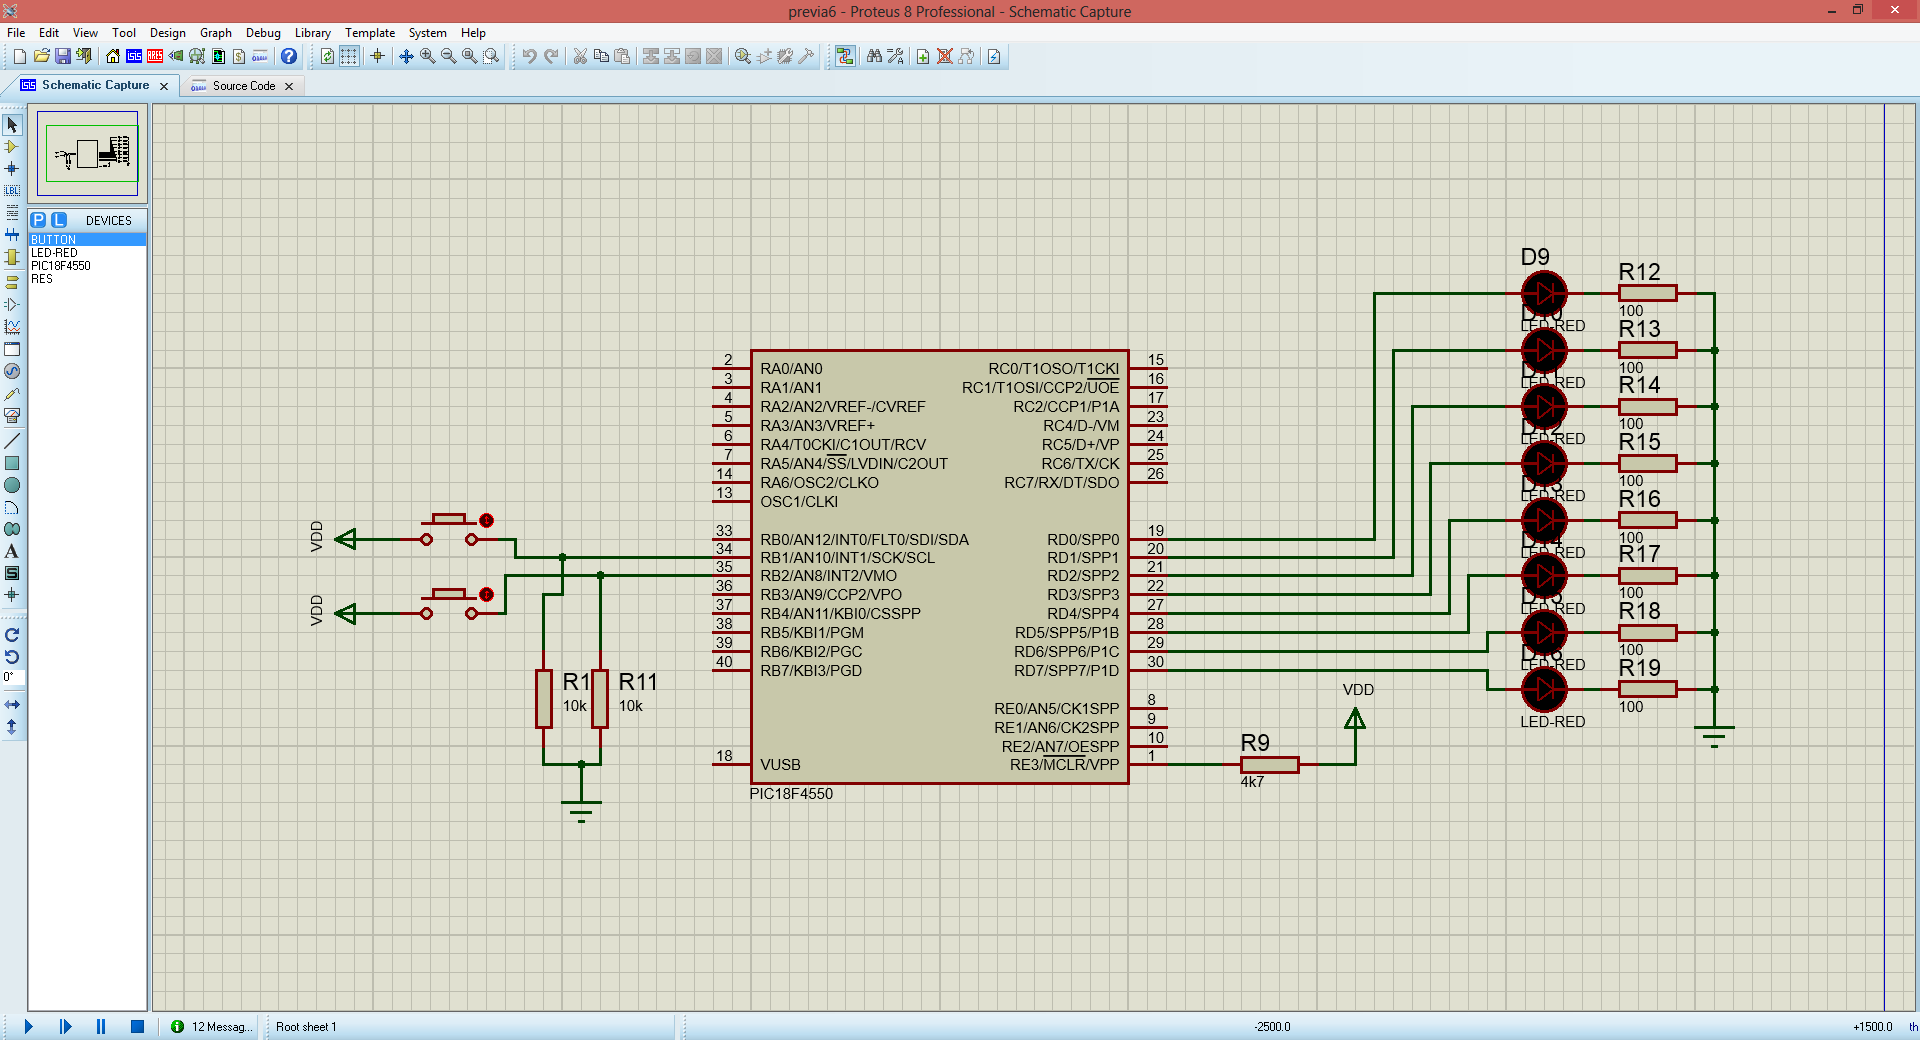 previa6 - Proteus 8 Professional - Schematic Capture
File Edit View Tool Design Graph Debug Library Template System Help
Schematic Capture
Source Code
P L DEVICES
BUTTON
LED-RED
PIC18F4550
RES
LBL
A
S
0°
VDD
VDD
R1
10k
R11
10k
2 RA0/AN0
3 RA1/AN1
4 RA2/AN2/VREF-/CVREF
5 RA3/AN3/VREF+
6 RA4/T0CKI/C1OUT/RCV
7 RA5/AN4/SS/LVDIN/C2OUT
14 RA6/OSC2/CLKO
13 OSC1/CLKI
33 RB0/AN12/INT0/FLT0/SDI/SDA
34 RB1/AN10/INT1/SCK/SCL
35 RB2/AN8/INT2/VMO
36 RB3/AN9/CCP2/VPO
37 RB4/AN11/KBI0/CSSPP
38 RB5/KBI1/PGM
39 RB6/KBI2/PGC
40 RB7/KBI3/PGD
18 VUSB
RC0/T1OSO/T1CKI 15
RC1/T1OSI/CCP2/UOE 16
RC2/CCP1/P1A 17
RC4/D-/VM 23
RC5/D+/VP 24
RC6/TX/CK 25
RC7/RX/DT/SDO 26
RD0/SPP0 19
RD1/SPP1 20
RD2/SPP2 21
RD3/SPP3 22
RD4/SPP4 27
RD5/SPP5/P1B 28
RD6/SPP6/P1C 29
RD7/SPP7/P1D 30
RE0/AN5/CK1SPP 8
RE1/AN6/CK2SPP 9
RE2/AN7/OESPP 10
RE3/MCLR/VPP 1
PIC18F4550
R9
4k7
VDD
D9
LED-RED
R12
100
LED-RED
R13
100
LED-RED
R14
100
LED-RED
R15
100
LED-RED
R16
100
LED-RED
R17
100
LED-RED
R18
100
LED-RED
R19
100
12 Messag...
Root sheet 1
-2500.0
+1500.0
th